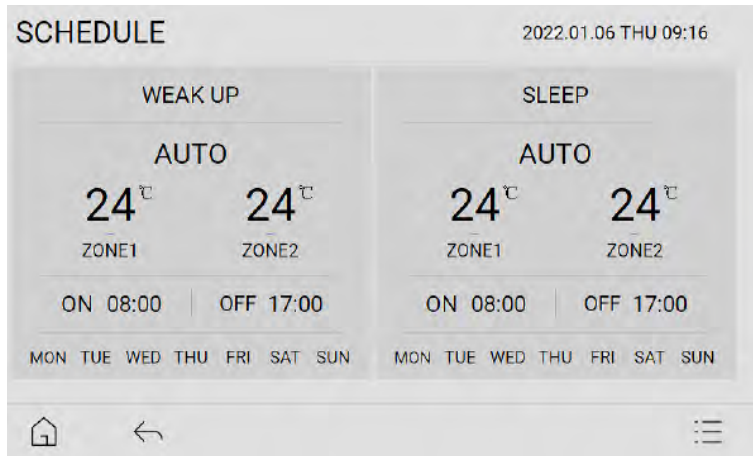 SCHEDULE
2022.01.06 THU 09:16
WEAK UP
AUTO
24℃ 24℃
ZONE1 ZONE2
ON 08:00 OFF 17:00
MON TUE WED THU FRI SAT SUN
SLEEP
AUTO
24℃ 24℃
ZONE1 ZONE2
ON 08:00 OFF 17:00
MON TUE WED THU FRI SAT SUN